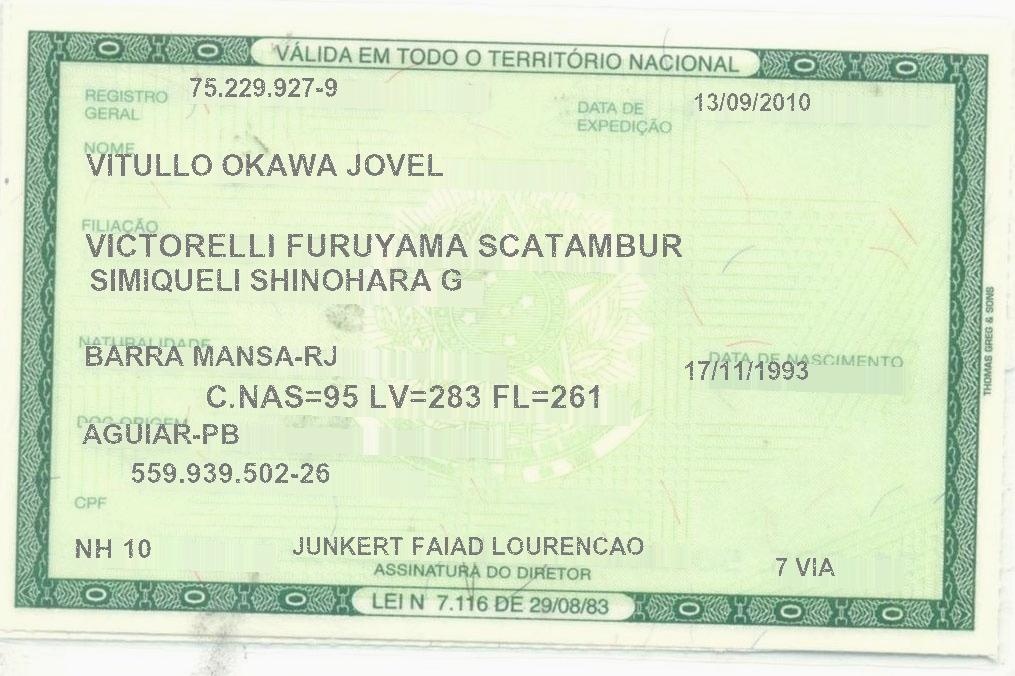 VÁLIDA EM TODO O TERRITÓRIO NACIONAL
REGISTRO GERAL 75.229.927-9 DATA DE EXPEDIÇÃO 13/09/2010
NOME
VITULLO OKAWA JOVEL
FILIAÇÃO
VICTORELLI FURUYAMA SCATAMBUR
SIMIQUELI SHINOHARA G
NATURALIDADE DATA DE NASCIMENTO
BARRA MANSA-RJ 17/11/1993
C.NAS=95 LV=283 FL=261
DOC ORIGEM
AGUIAR-PB
559.939.502-26
CPF
NH 10 JUNKERT FAIAD LOURENCAO 7 VIA
ASSINATURA DO DIRETOR
LEI N 7.116 DE 29/08/83
THOMAS GREG & SONS